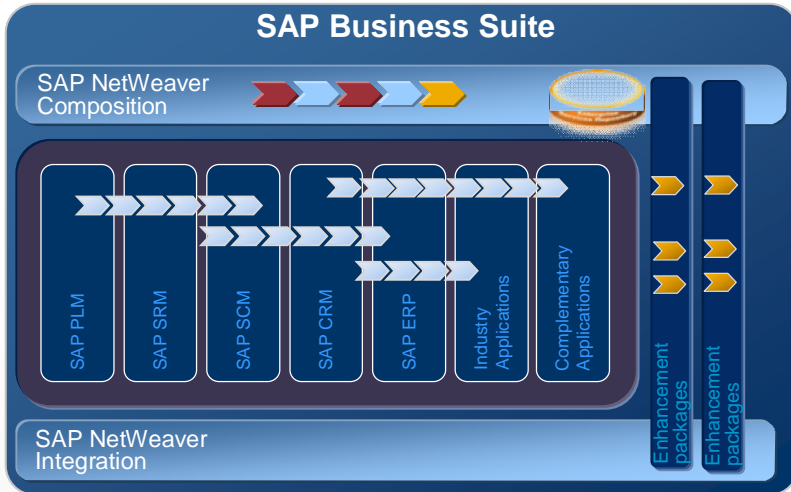 SAP Business Suite
SAP NetWeaver
Composition
SAP PLM
SAP SRM
SAP SCM
SAP CRM
SAP ERP
Industry
Applications
Complementary
Applications
Enhancement
packages
Enhancement
packages
SAP NetWeaver
Integration